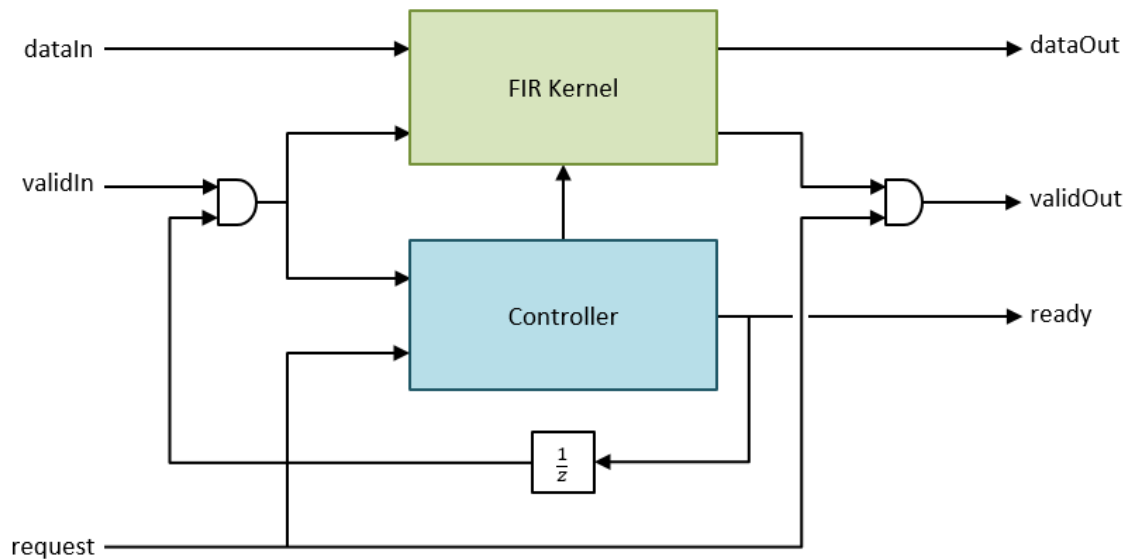 dataIn
FIR Kernel
dataOut
validIn
validOut
Controller
ready
1
z
request